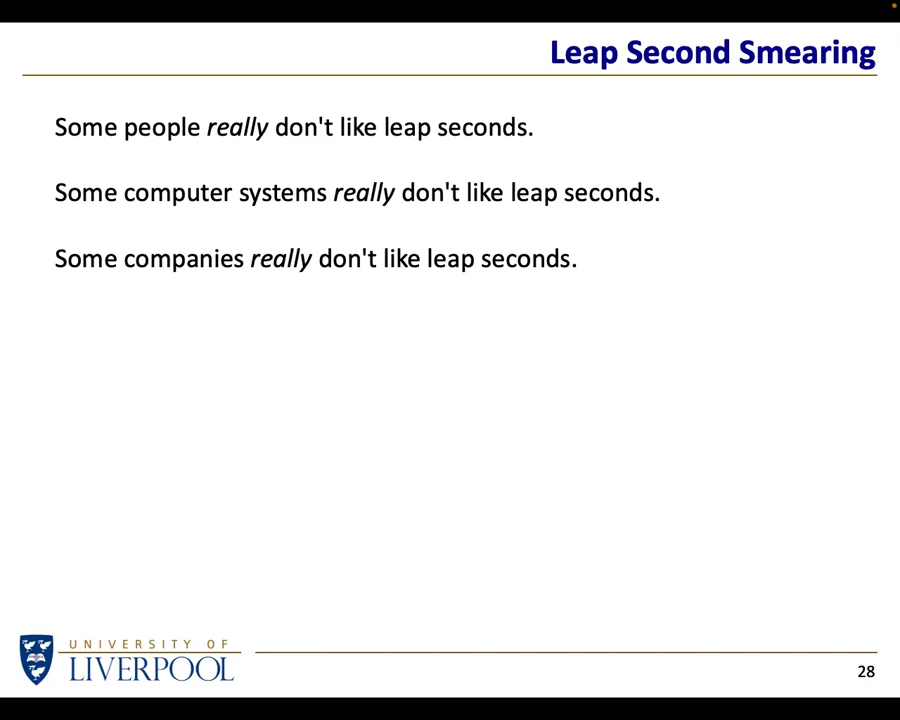 Leap Second Smearing
Some people really don't like leap seconds.
Some computer systems really don't like leap seconds.
Some companies really don't like leap seconds.
UNIVERSITY OF
LIVERPOOL
28